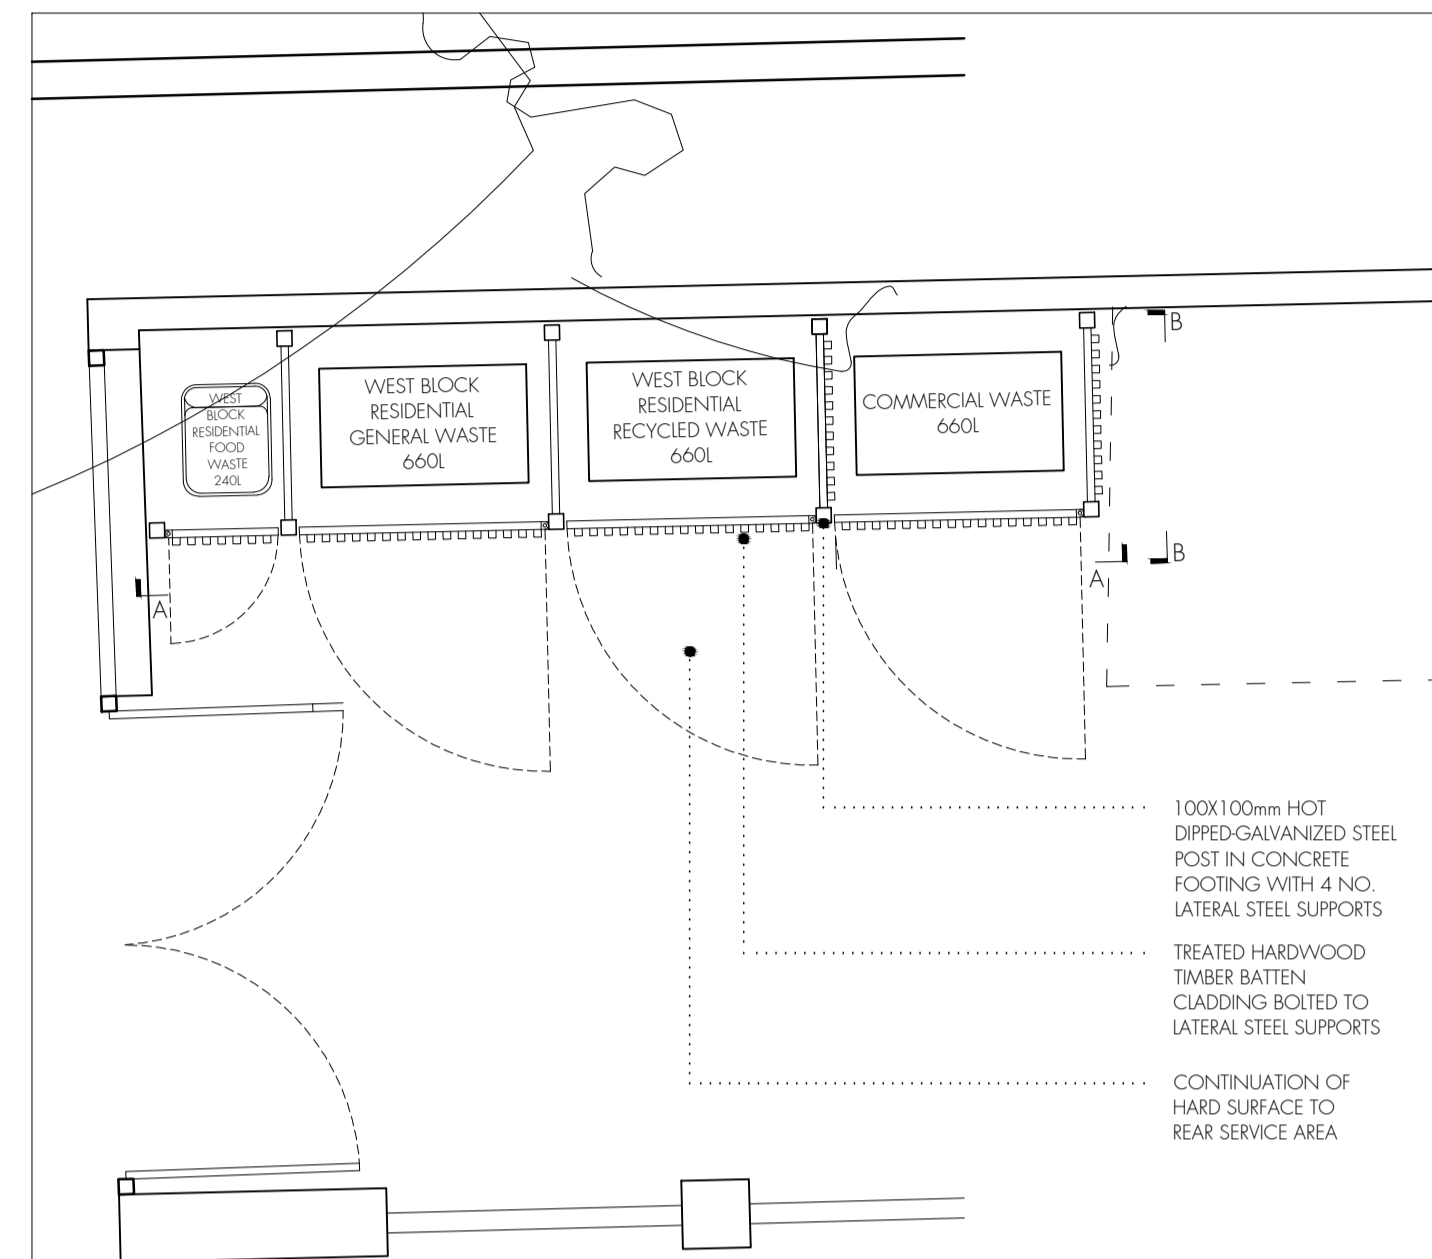 WEST
BLOCK
RESIDENTIAL
FOOD
WASTE
240L
WEST BLOCK
RESIDENTIAL
GENERAL WASTE
660L
WEST BLOCK
RESIDENTIAL
RECYCLED WASTE
660L
COMMERCIAL WASTE
660L
B
B
A
A
100X100mm HOT
DIPPED-GALVANIZED STEEL
POST IN CONCRETE
FOOTING WITH 4 NO.
LATERAL STEEL SUPPORTS
TREATED HARDWOOD
TIMBER BATTEN
CLADDING BOLTED TO
LATERAL STEEL SUPPORTS
CONTINUATION OF
HARD SURFACE TO
REAR SERVICE AREA